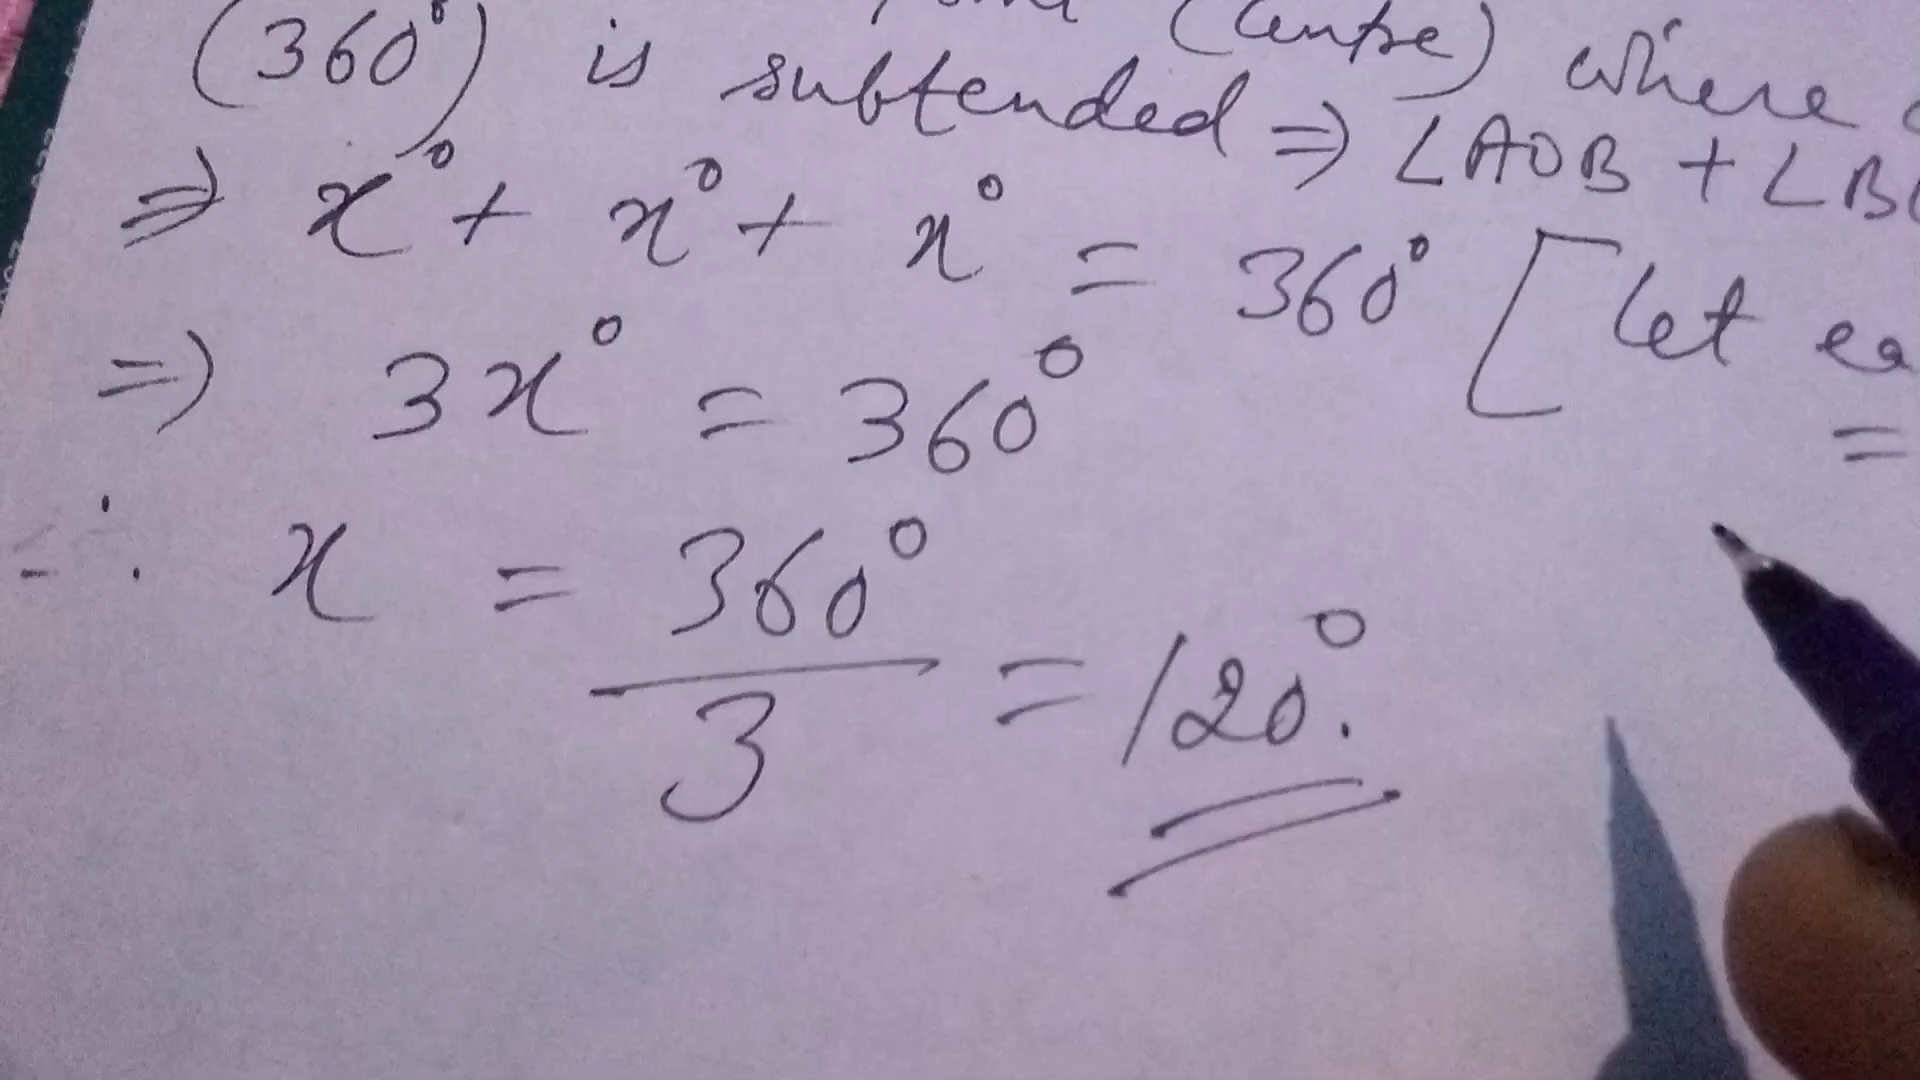 (Centre) where
(360°) is subtended ⇒ ∠AOB + ∠B
⇒ x° + x° + x° = 360° [Let
⇒ 3x° = 360°
=
∴ x = 360°/3 = 120°.